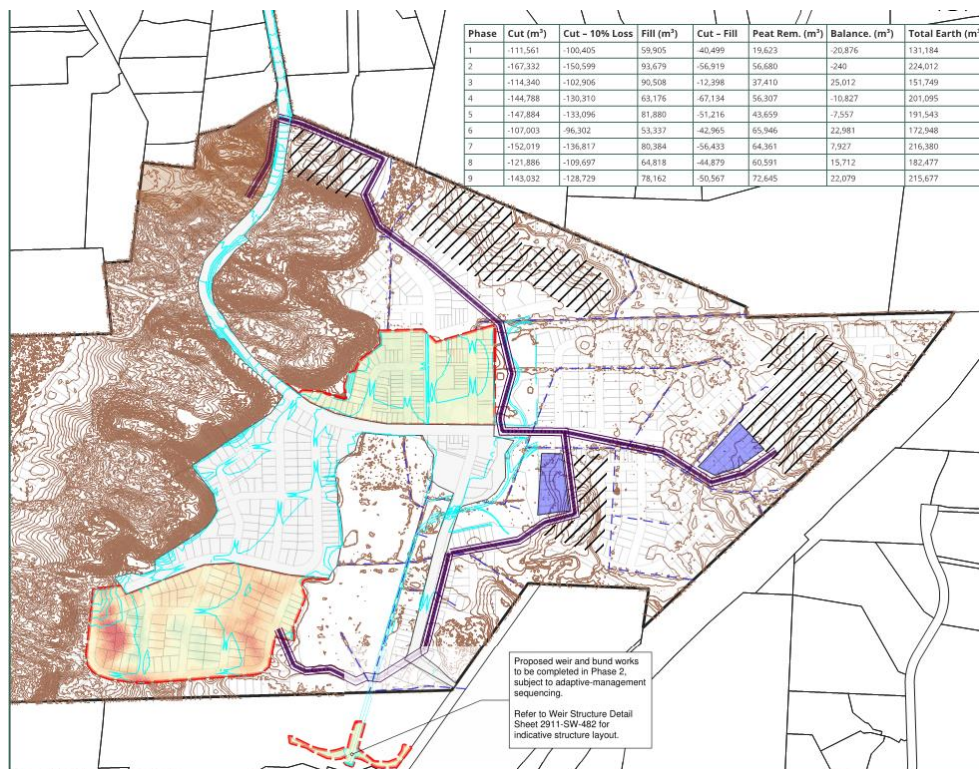 Phase Cut (m³) Cut – 10% Loss Fill (m³) Cut – Fill Peat Rem. (m³) Balance. (m³) Total Earth (m³
1 -111,561 -100,405 59,905 -40,499 19,623 -20,876 131,184
2 -167,332 -150,599 93,679 -56,919 56,680 -240 224,012
3 -114,340 -102,906 90,508 -12,398 37,410 25,012 151,749
4 -144,788 -130,310 63,176 -67,134 56,307 -10,827 201,095
5 -147,884 -133,096 81,880 -51,216 43,659 -7,557 191,543
6 -107,003 -96,302 53,337 -42,965 65,946 22,981 172,948
7 -152,019 -136,817 80,384 -56,433 64,361 7,927 216,380
8 -121,886 -109,697 64,818 -44,879 60,591 15,712 182,477
9 -143,032 -128,729 78,162 -50,567 72,645 22,079 215,677
Proposed weir and bund works
to be completed in Phase 2,
subject to adaptive-management
sequencing.
Refer to Weir Structure Detail
Sheet 2911-SW-482 for
indicative structure layout.